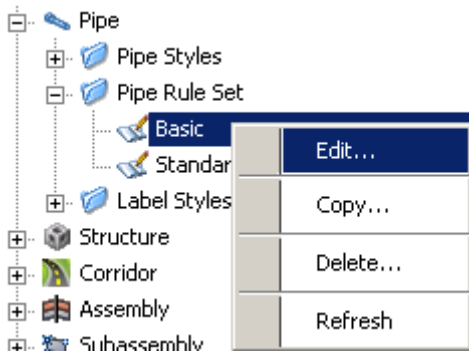 Pipe
Pipe Styles
Pipe Rule Set
Basic
Edit...
Standar
Copy...
Label Styles
Structure
Delete...
Corridor
Assembly
Refresh
Subassembly